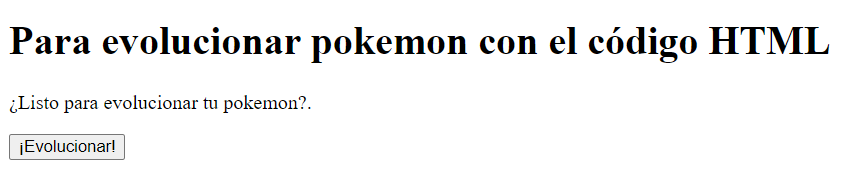 Para evolucionar pokemon con el código HTML
¿Listo para evolucionar tu pokemon?.
¡Evolucionar!